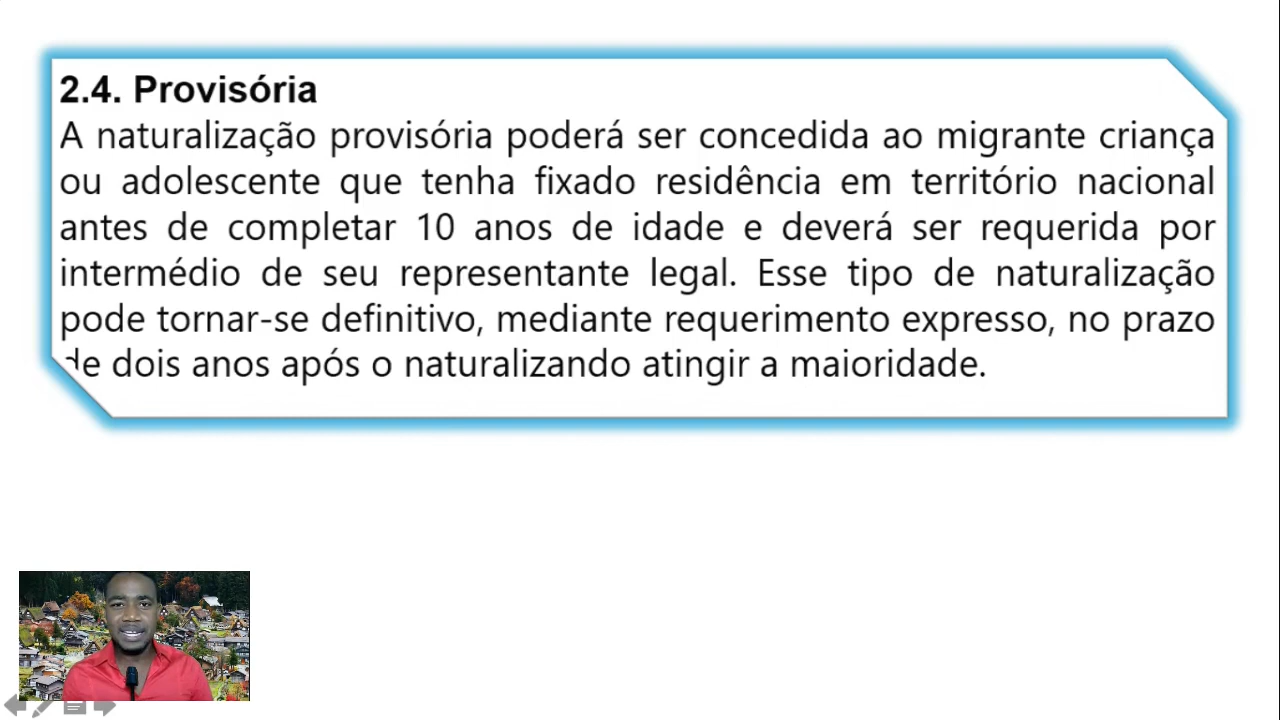 2.4. Provisória
A naturalização provisória poderá ser concedida ao migrante criança
ou adolescente que tenha fixado residência em território nacional
antes de completar 10 anos de idade e deverá ser requerida por
intermédio de seu representante legal. Esse tipo de naturalização
pode tornar-se definitivo, mediante requerimento expresso, no prazo
de dois anos após o naturalizando atingir a maioridade.